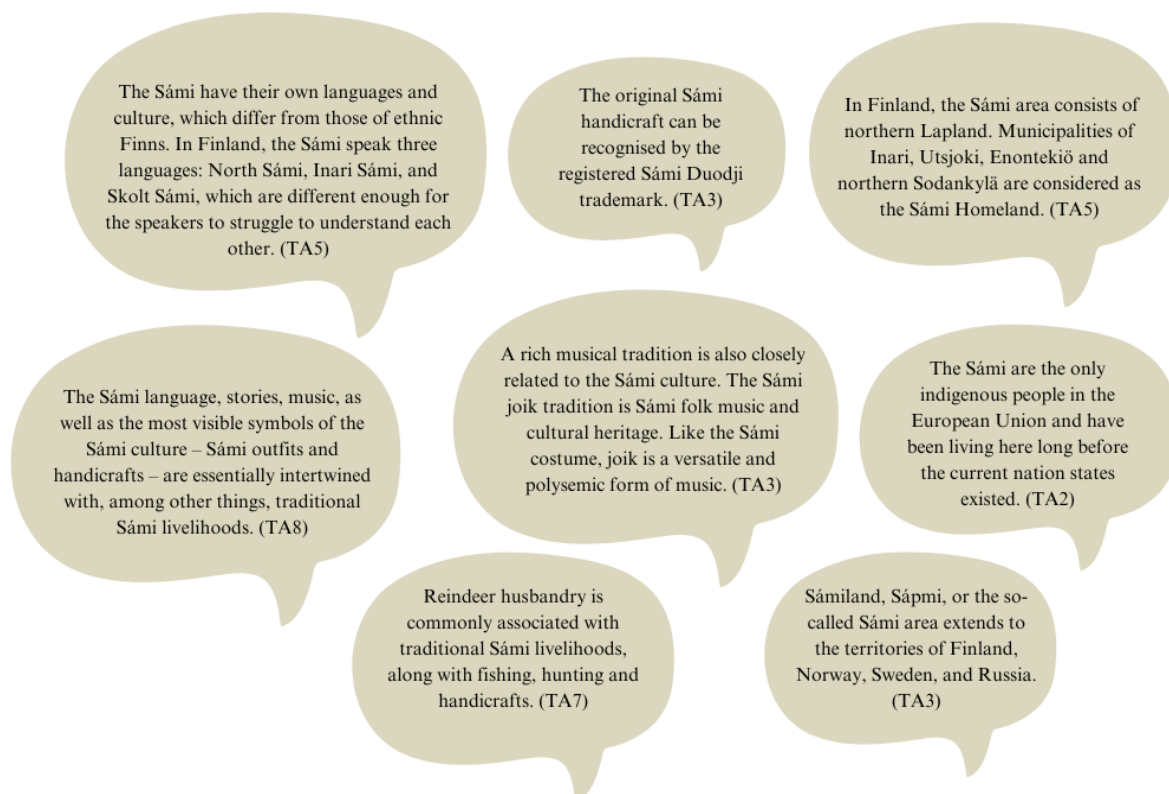 The Sámi have their own languages and
culture, which differ from those of ethnic
Finns. In Finland, the Sámi speak three
languages: North Sámi, Inari Sámi, and
Skolt Sámi, which are different enough for
the speakers to struggle to understand each
other. (TA5)
The original Sámi
handicraft can be
recognised by the
registered Sámi Duodji
trademark. (TA3)
In Finland, the Sámi area consists of
northern Lapland. Municipalities of
Inari, Utsjoki, Enontekiö and
northern Sodankylä are considered as
the Sámi Homeland. (TA5)
The Sámi language, stories, music, as
well as the most visible symbols of the
Sámi culture – Sámi outfits and
handicrafts – are essentially intertwined
with, among other things, traditional
Sámi livelihoods. (TA8)
A rich musical tradition is also closely
related to the Sámi culture. The Sámi
joik tradition is Sámi folk music and
cultural heritage. Like the Sámi
costume, joik is a versatile and
polysemic form of music. (TA3)
The Sámi are the only
indigenous people in the
European Union and have
been living here long before
the current nation states
existed. (TA2)
Reindeer husbandry is
commonly associated with
traditional Sámi livelihoods,
along with fishing, hunting and
handicrafts. (TA7)
Sámiland, Sápmi, or the so-
called Sámi area extends to
the territories of Finland,
Norway, Sweden, and Russia.
(TA3)